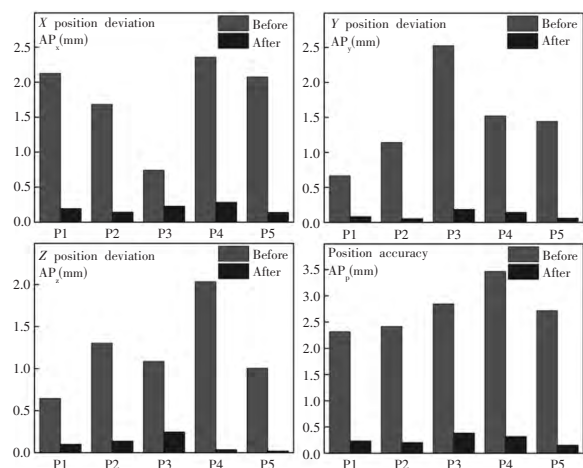 X position deviation
APx(mm)
Before
After
2.5
2.0
1.5
1.0
0.5
0.0
P1 P2 P3 P4 P5
Y position deviation
APy(mm)
Before
After
2.5
2.0
1.5
1.0
0.5
0.0
P1 P2 P3 P4 P5
Z position deviation
APz(mm)
Before
After
2.0
1.5
1.0
0.5
0.0
P1 P2 P3 P4 P5
Position accuracy
APp(mm)
Before
After
3.5
3.0
2.5
2.0
1.5
1.0
0.5
0.0
P1 P2 P3 P4 P5